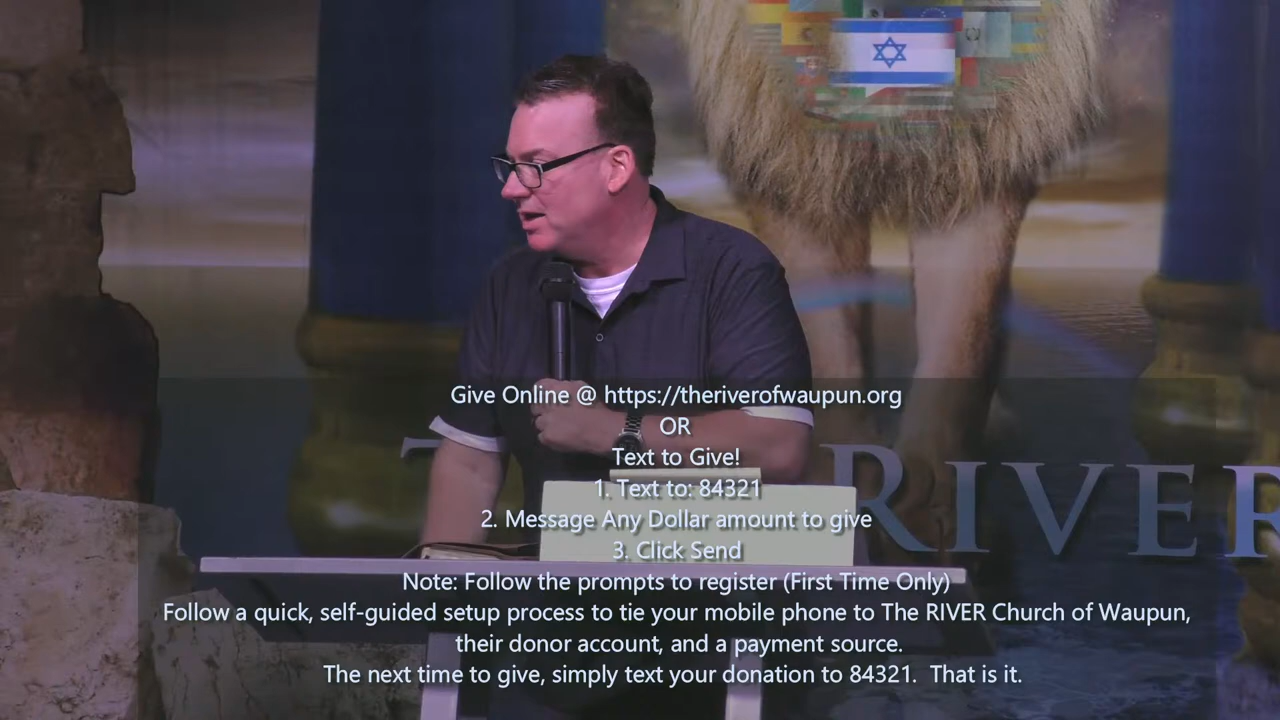 Give Online @ https://theriverofwaupun.org
OR
Text to Give!
1. Text to: 84321
2. Message Any Dollar amount to give
3. Click Send
Note: Follow the prompts to register (First Time Only)
Follow a quick, self-guided setup process to tie your mobile phone to The RIVER Church of Waupun,
their donor account, and a payment source.
The next time to give, simply text your donation to 84321.  That is it.
RIVER